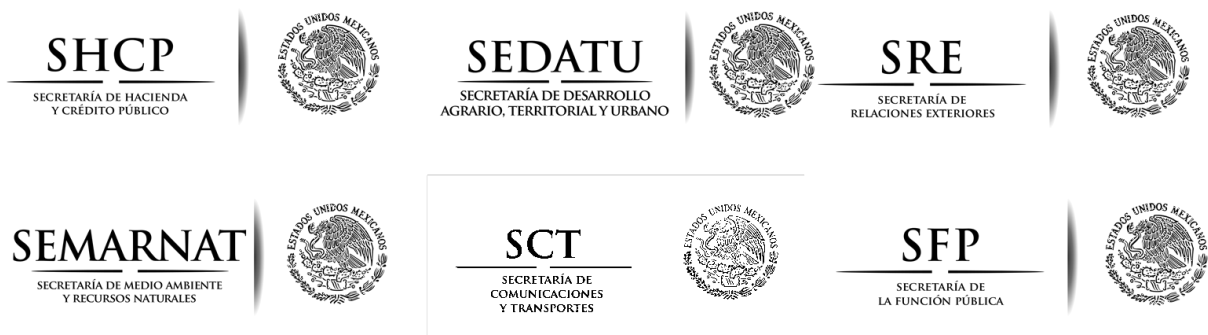 SHCP
SECRETARÍA DE HACIENDA
Y CRÉDITO PÚBLICO
ESTADOS UNIDOS MEXICANOS
SEDATU
SECRETARÍA DE DESARROLLO
AGRARIO, TERRITORIAL Y URBANO
ESTADOS UNIDOS MEXICANOS
SRE
SECRETARÍA DE
RELACIONES EXTERIORES
ESTADOS UNIDOS MEXICANOS
SEMARNAT
SECRETARÍA DE MEDIO AMBIENTE
Y RECURSOS NATURALES
ESTADOS UNIDOS MEXICANOS
SCT
SECRETARÍA DE
COMUNICACIONES
Y TRANSPORTES
ESTADOS UNIDOS MEXICANOS
SFP
SECRETARÍA DE
LA FUNCIÓN PÚBLICA
ESTADOS UNIDOS MEXICANOS